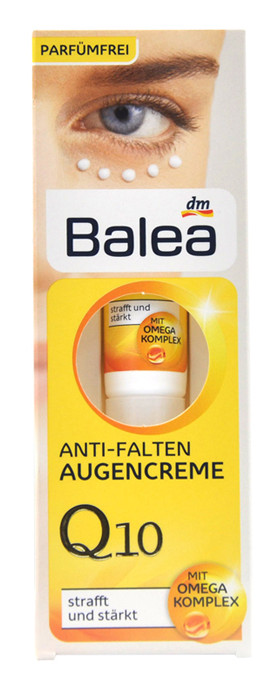 PARFÜMFREI
dm
Balea
strafft und
stärkt
MIT
OMEGA
KOMPLEX
ANTI-FALTEN
AUGENCREME
Q10
strafft
und stärkt
MIT
OMEGA
KOMPLEX